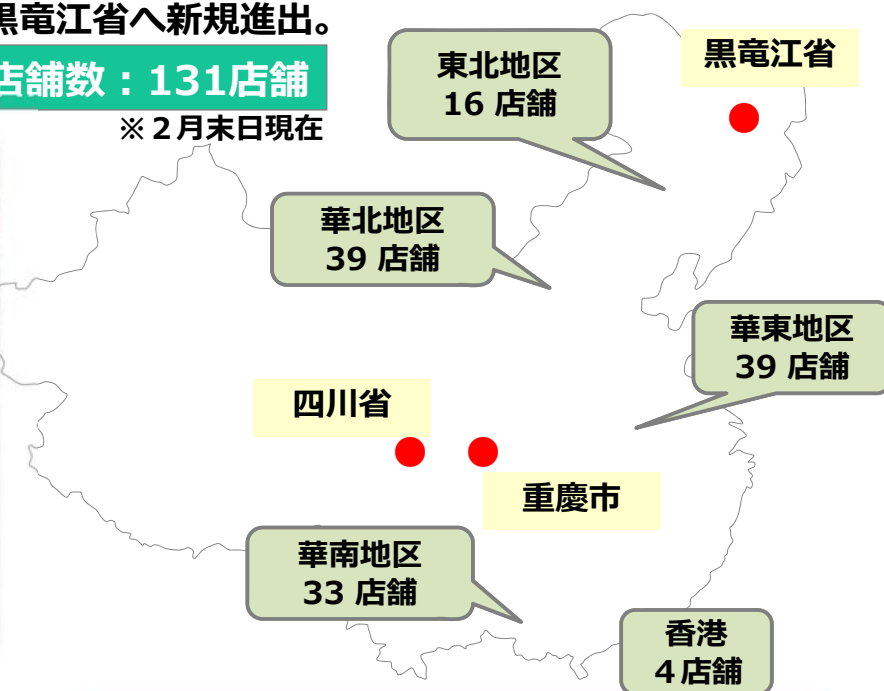 黒竜江省へ新規進出。
店舗数：131店舗
※２月末日現在
東北地区
16 店舗
黒竜江省
華北地区
39 店舗
華東地区
39 店舗
四川省
重慶市
華南地区
33 店舗
香港
４店舗